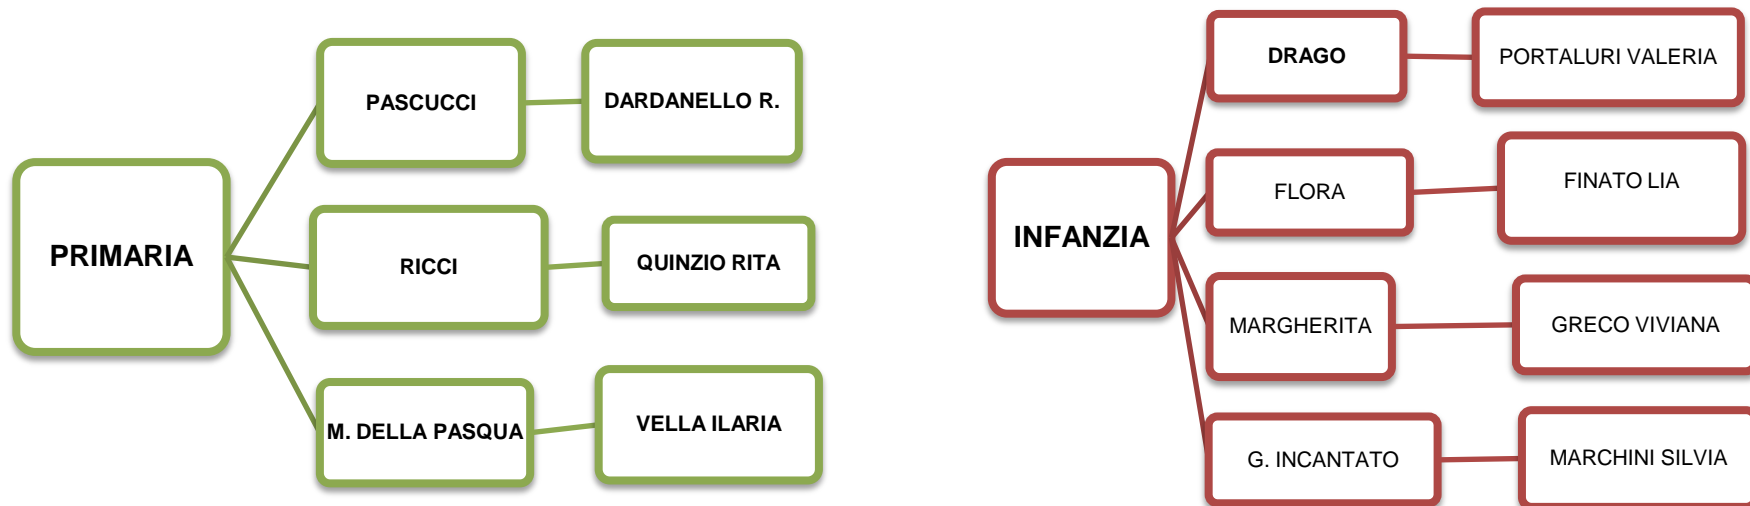 PRIMARIA
PASCUCCI
DARDANELLO R.
RICCI
QUINZIO RITA
M. DELLA PASQUA
VELLA ILARIA
INFANZIA
DRAGO
PORTALURI VALERIA
FLORA
FINATO LIA
MARGHERITA
GRECO VIVIANA
G. INCANTATO
MARCHINI SILVIA